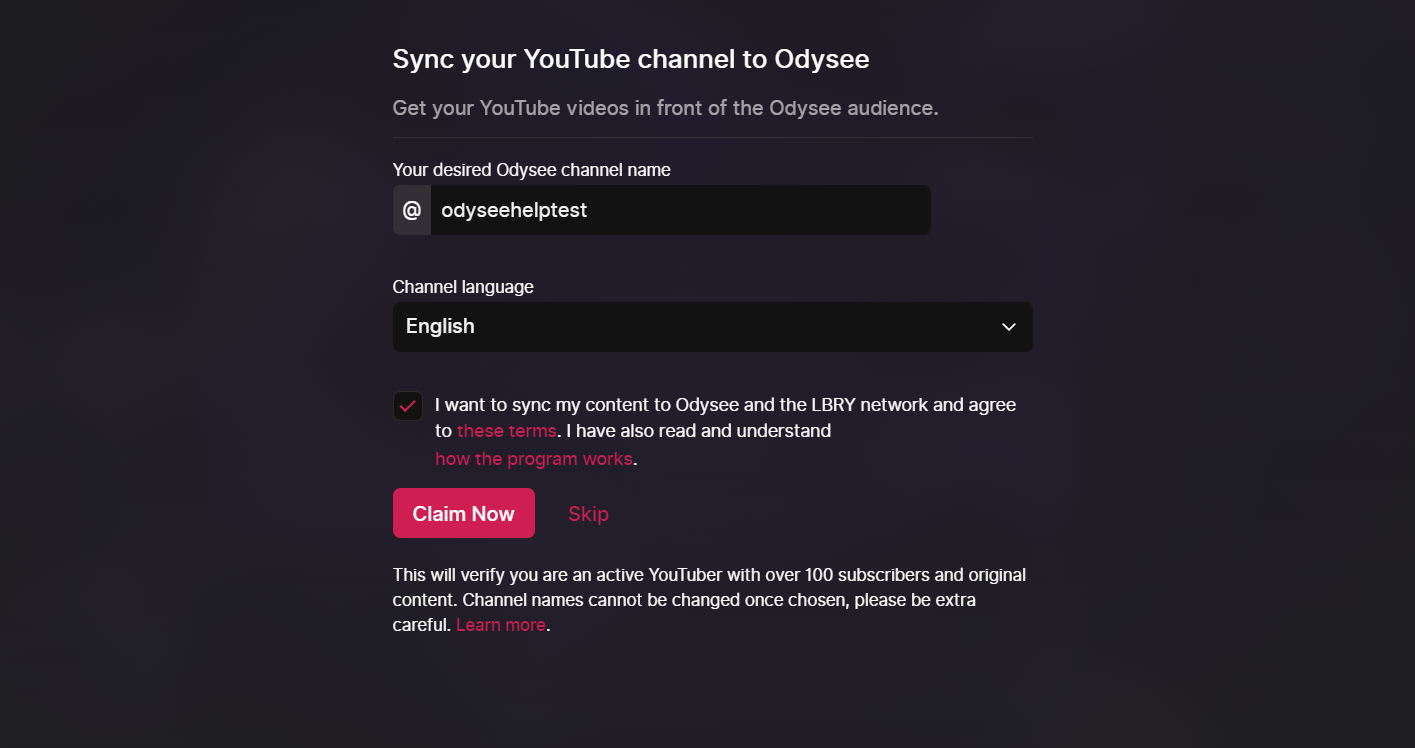 Sync your YouTube channel to Odysee
Get your YouTube videos in front of the Odysee audience.
Your desired Odysee channel name
@ odyseehelptest
Channel language
English
I want to sync my content to Odysee and the LBRY network and agree
to these terms. I have also read and understand
how the program works.
Claim Now Skip
This will verify you are an active YouTuber with over 100 subscribers and original
content. Channel names cannot be changed once chosen, please be extra
careful. Learn more.